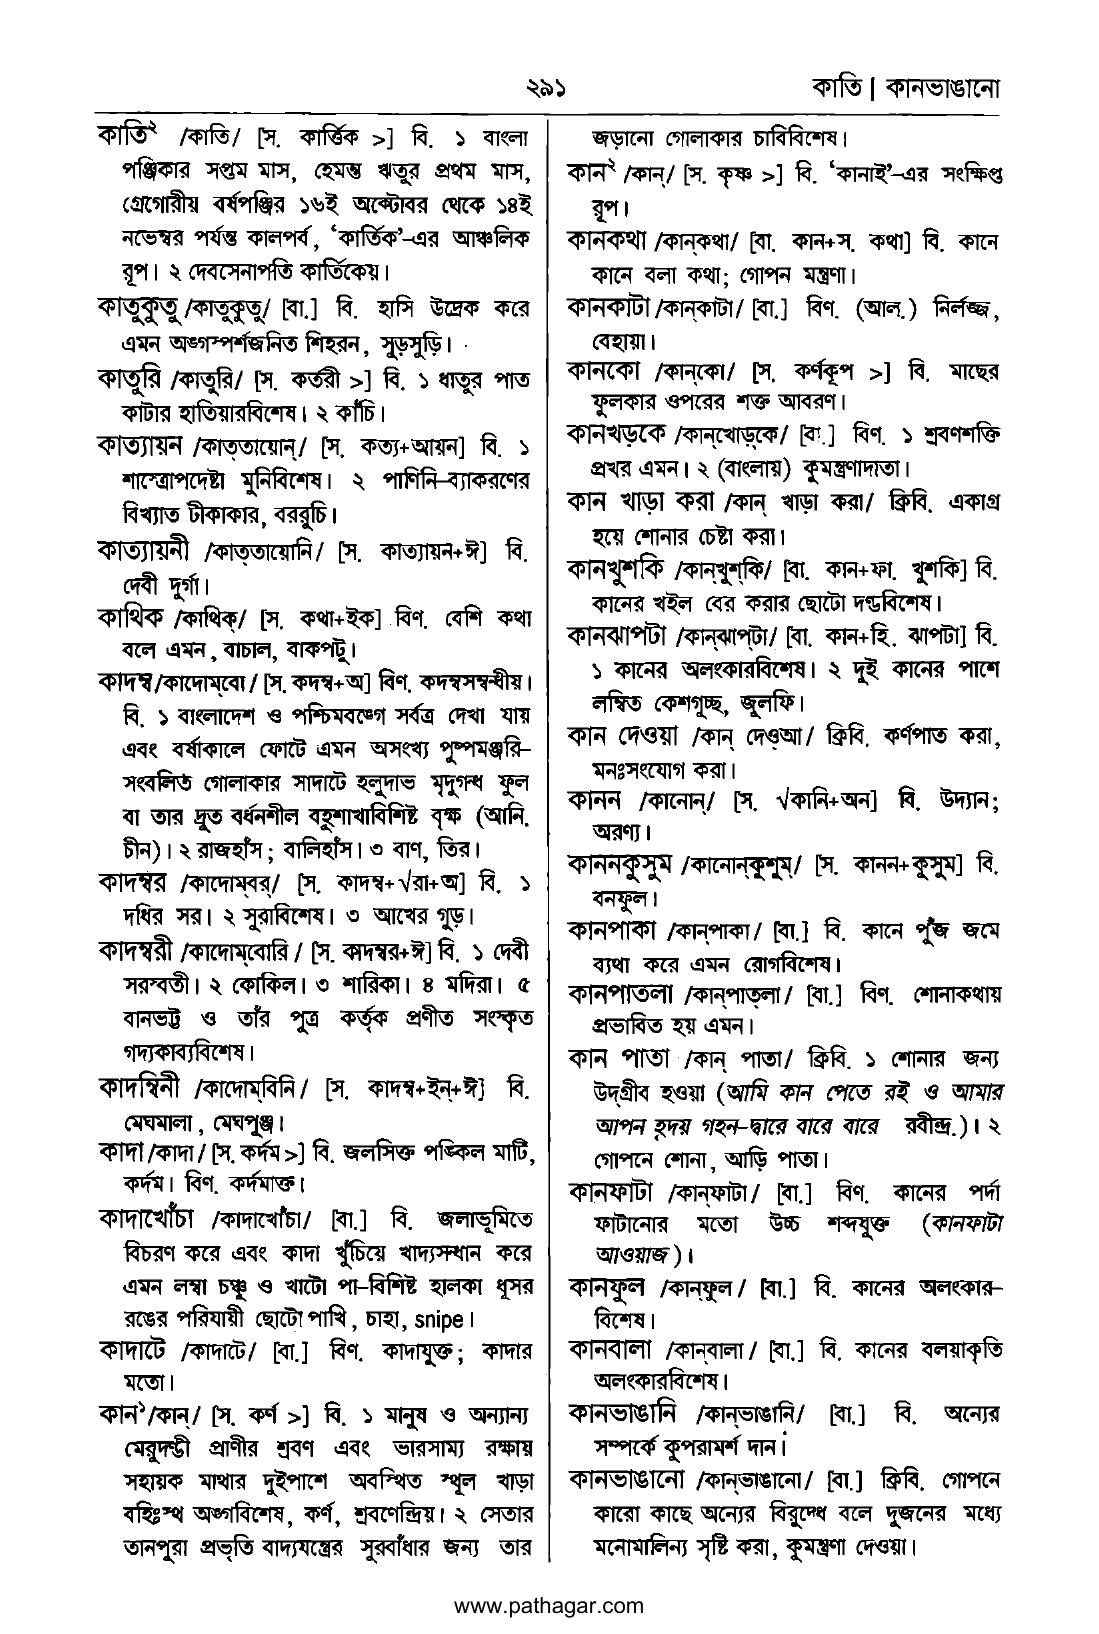 ২৯১
কাতি | কানভাঙানো
কাতি২ /কাতি/ [স. কার্ত্তিক >] বি. ১ বাংলা
পঞ্জিকার সপ্তম মাস, হেমন্ত ঋতুর প্রথম মাস,
গ্রেগোরীয় বর্ষপঞ্জির ১৬ই অক্টোবর থেকে ১৪ই
নভেম্বর পর্যন্ত কালপর্ব, ‘কার্তিক’-এর আঞ্চলিক
রূপ। ২ দেবসেনাপতি কার্তিকেয়।
কাতুকুতু /কাতুকুতু/ [বা.] বি. হাসি উদ্রেক করে
এমন অঙ্গস্পর্শজনিত শিহরন, সুড়সুড়ি।
কাতুরি /কাতুরি/ [স. কর্তরী >] বি. ১ ধাতুর পাত
কাটার হাতিয়ারবিশেষ। ২ কাঁচি।
কাত্যায়ন /কাত্‌তায়োন্‌/ [স. কত্য+আয়ন] বি. ১
শাস্ত্রোপদেষ্টা মুনিবিশেষ। ২ পাণিনি-ব্যাকরণের
বিখ্যাত টীকাকার, বররুচি।
কাত্যায়নী /কাত্‌তায়োনি/ [স. কাত্যায়ন+ঈ] বি.
দেবী দুর্গা।
কাথিক /কাথিক্‌/ [স. কথা+ইক] বিণ. বেশি কথা
বলে এমন, বাচাল, বাকপটু।
কাদম্ব /কাদোম্‌বো/ [স. কদম্ব+অ] বিণ. কদম্বসম্বন্ধীয়।
বি. ১ বাংলাদেশ ও পশ্চিমবঙ্গে সর্বত্র দেখা যায়
এবং বর্ষাকালে ফোটে এমন অসংখ্য পুষ্পমঞ্জরি-
সংবলিত গোলাকার সাদাটে হলুদাভ মৃদুগন্ধ ফুল
বা তার দ্রুত বর্ধনশীল বহুশাখাবিশিষ্ট বৃক্ষ (আনি.
চীন)। ২ রাজহাঁস; বালিহাঁস। ৩ বাণ, তির।
কাদম্বর /কাদোম্‌বর্‌/ [স. কাদম্ব+√রা+অ] বি. ১
দধির সর। ২ সুরাবিশেষ। ৩ আখের গুড়।
কাদম্বরী /কাদোম্‌বোরি/ [স. কাদম্বর+ঈ] বি. ১ দেবী
সরস্বতী। ২ কোকিল। ৩ শারিকা। ৪ মদিরা। ৫
বানভট্ট ও তাঁর পুত্র কর্তৃক প্রণীত সংস্কৃত
গদ্যকাব্যবিশেষ।
কাদম্বিনী /কাদোম্‌বিনি/ [স. কাদম্ব+ইন্‌+ঈ] বি.
মেঘমালা, মেঘপুঞ্জ।
কাদা /কাদা/ [স. কর্দম >] বি. জলসিক্ত পঙ্কিল মাটি,
কর্দম। বিণ. কর্দমাক্ত।
কাদাখোঁচা /কাদাখোঁচা/ [বা.] বি. জলাভূমিতে
বিচরণ করে এবং কাদা খুঁচিয়ে খাদ্যসন্ধান করে
এমন লম্বা চঞ্চু ও খাটো পা-বিশিষ্ট হালকা ধূসর
রঙের পরিযায়ী ছোটো পাখি, চাহা, snipe।
কাদাটে /কাদাটে/ [বা.] বিণ. কাদাযুক্ত; কাদার
মতো।
কান১ /কান্‌/ [স. কর্ণ >] বি. ১ মানুষ ও অন্যান্য
মেরুদণ্ডী প্রাণীর শ্রবণ এবং ভারসাম্য রক্ষায়
সহায়ক মাথার দুইপাশে অবস্থিত স্থূল খাড়া
বহিঃস্থ অঙ্গবিশেষ, কর্ণ, শ্রবণেন্দ্রিয়। ২ সেতার
তানপুরা প্রভৃতি বাদ্যযন্ত্রের সুরবাঁধার জন্য তার
জড়ানো গোলাকার চাবিবিশেষ।
কান২ /কান্‌/ [স. কৃষ্ণ >] বি. ‘কানাই’-এর সংক্ষিপ্ত
রূপ।
কানকথা /কান্‌কথা/ [বা. কান+স. কথা] বি. কানে
কানে বলা কথা; গোপন মন্ত্রণা।
কানকাটা /কান্‌কাটা/ [বা.] বিণ. (আল.) নির্লজ্জ,
বেহায়া।
কানকো /কান্‌কো/ [স. কর্ণকূপ >] বি. মাছের
ফুলকার ওপরের শক্ত আবরণ।
কানখড়কে /কান্‌খোড়্‌কে/ [বা.] বিণ. ১ শ্রবণশক্তি
প্রখর এমন। ২ (বাংলায়) কুমন্ত্রণাদাতা।
কান খাড়া করা /কান্‌ খাড়া করা/ ক্রিবি. একাগ্র
হয়ে শোনার চেষ্টা করা।
কানখুশকি /কান্‌খুশ্‌কি/ [বা. কান+ফা. খুশকি] বি.
কানের খইল বের করার ছোটো দণ্ডবিশেষ।
কানঝাপটা /কান্‌ঝাপ্‌টা/ [বা. কান+হি. ঝাপটা] বি.
১ কানের অলংকারবিশেষ। ২ দুই কানের পাশে
লম্বিত কেশগুচ্ছ, জুলফি।
কান দেওয়া /কান্‌ দেও্‌আ/ ক্রিবি. কর্ণপাত করা,
মনঃসংযোগ করা।
কানন /কানোন্‌/ [স. √কানি+অন] বি. উদ্যান;
অরণ্য।
কাননকুসুম /কানোন্‌কুশুম্‌/ [স. কানন+কুসুম] বি.
বনফুল।
কানপাকা /কান্‌পাকা/ [বা.] বি. কানে পুঁজ জমে
ব্যথা করে এমন রোগবিশেষ।
কানপাতলা /কান্‌পাত্‌লা/ [বা.] বিণ. শোনাকথায়
প্রভাবিত হয় এমন।
কান পাতা /কান্‌ পাতা/ ক্রিবি. ১ শোনার জন্য
উদ্‌গ্রীব হওয়া (আমি কান পেতে রই ও আমার
আপন হৃদয় গহন-দ্বারে বারে বারে রবীন্দ্র.)। ২
গোপনে শোনা, আড়ি পাতা।
কানফাটা /কান্‌ফাটা/ [বা.] বিণ. কানের পর্দা
ফাটানোর মতো উচ্চ শব্দযুক্ত (কানফাটা
আওয়াজ)।
কানফুল /কান্‌ফুল/ [বা.] বি. কানের অলংকার-
বিশেষ।
কানবালা /কান্‌বালা/ [বা.] বি. কানের বলয়াকৃতি
অলংকারবিশেষ।
কানভাঙানি /কান্‌ভাঙানি/ [বা.] বি. অন্যের
সম্পর্কে কুপরামর্শ দান।
কানভাঙানো /কান্‌ভাঙানো/ [বা.] ক্রিবি. গোপনে
কারো কাছে অন্যের বিরুদ্ধে বলে দুজনের মধ্যে
মনোমালিন্য সৃষ্টি করা, কুমন্ত্রণা দেওয়া।
www.pathagar.com